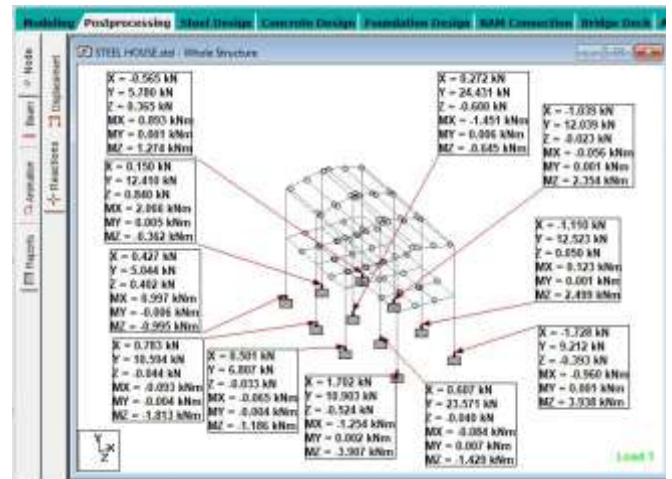 Modeling Postprocessing Steel Design Concrete Design Foundation Design RAM Connection Bridge Deck
STEEL HOUSE.std - Whole Structure
Node
Displacement
Beam
Reactions
Animation
Reports
X = -0.565 kN
Y = 5.780 kN
Z = 0.365 kN
MX = 0.893 kNm
MY = 0.001 kNm
MZ = 1.274 kNm
X = 0.272 kN
Y = 24.431 kN
Z = -0.600 kN
MX = -1.451 kNm
MY = 0.006 kNm
MZ = -0.645 kNm
X = -1.039 kN
Y = 12.039 kN
Z = -0.023 kN
MX = -0.056 kNm
MY = 0.001 kNm
MZ = 2.354 kNm
X = 0.150 kN
Y = 12.410 kN
Z = 0.840 kN
MX = 2.066 kNm
MY = 0.005 kNm
MZ = -0.362 kNm
X = -1.110 kN
Y = 12.523 kN
Z = 0.050 kN
MX = 0.123 kNm
MY = 0.001 kNm
MZ = 2.499 kNm
X = 0.427 kN
Y = 5.044 kN
Z = 0.402 kN
MX = 0.997 kNm
MY = -0.006 kNm
MZ = -0.995 kNm
X = 0.783 kN
Y = 10.594 kN
Z = -0.044 kN
MX = -0.093 kNm
MY = -0.004 kNm
MZ = -1.813 kNm
X = 0.501 kN
Y = 6.807 kN
Z = -0.033 kN
MX = -0.065 kNm
MY = -0.004 kNm
MZ = -1.186 kNm
X = 1.702 kN
Y = 10.903 kN
Z = -0.524 kN
MX = -1.254 kNm
MY = 0.002 kNm
MZ = -3.907 kNm
X = 0.607 kN
Y = 23.571 kN
Z = -0.040 kN
MX = -0.084 kNm
MY = 0.007 kNm
MZ = -1.429 kNm
X = -1.728 kN
Y = 9.212 kN
Z = -0.393 kN
MX = -0.960 kNm
MY = 0.001 kNm
MZ = 3.938 kNm
Y
X
Z
Load 1